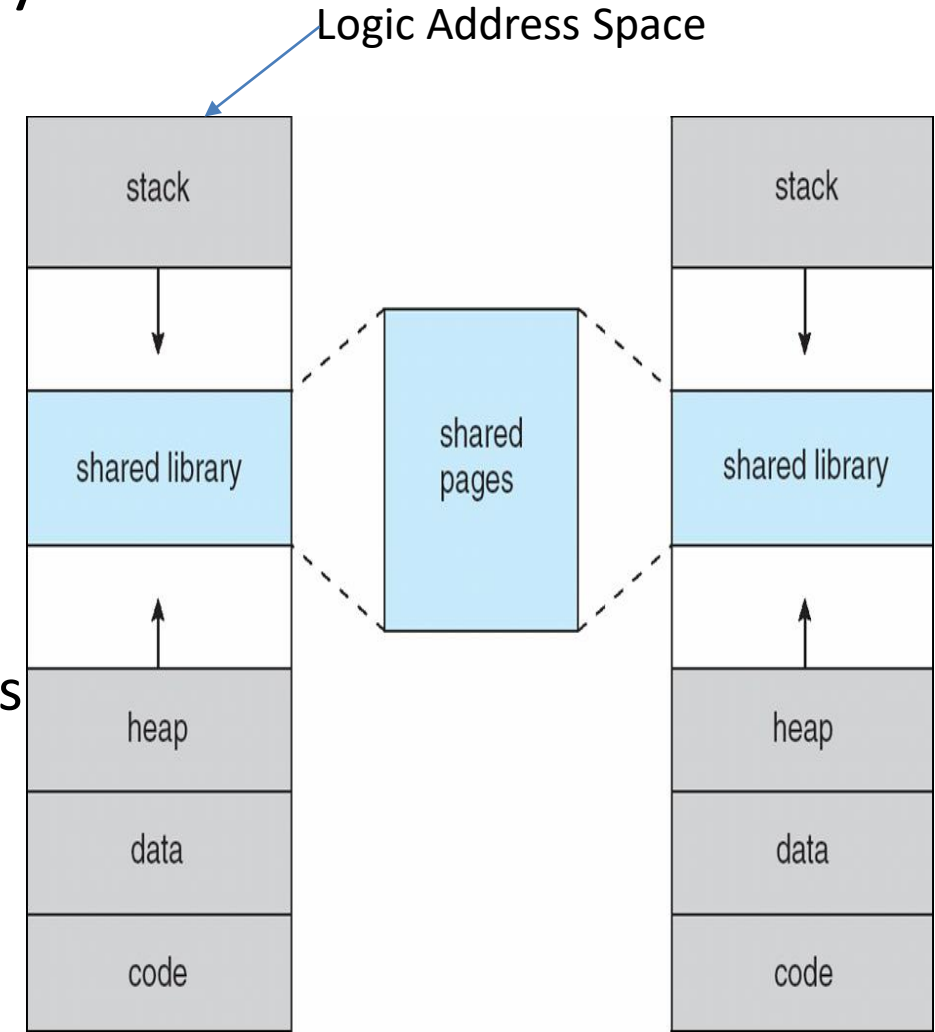 y
Logic Address Space
stack
shared library
heap
data
code
shared
pages
stack
shared library
heap
data
code
s